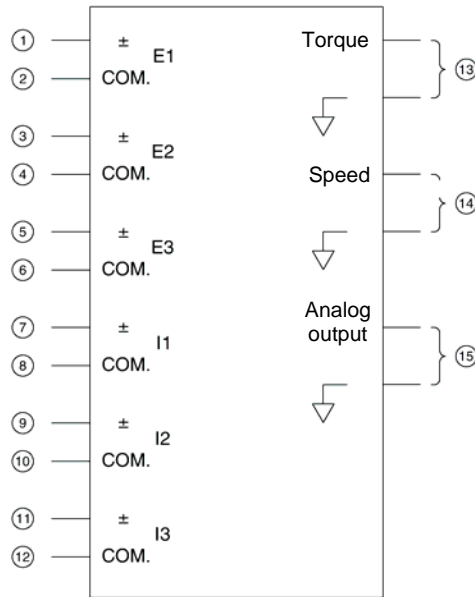 ① ± Torque
E1
② COM. ⑬
③ ±
E2
④ COM. Speed
⑭
⑤ ±
E3
⑥ COM.
Analog
⑦ ± output
I1
⑧ COM. ⑮
⑨ ±
I2
⑩ COM.
⑪ ±
I3
⑫ COM.